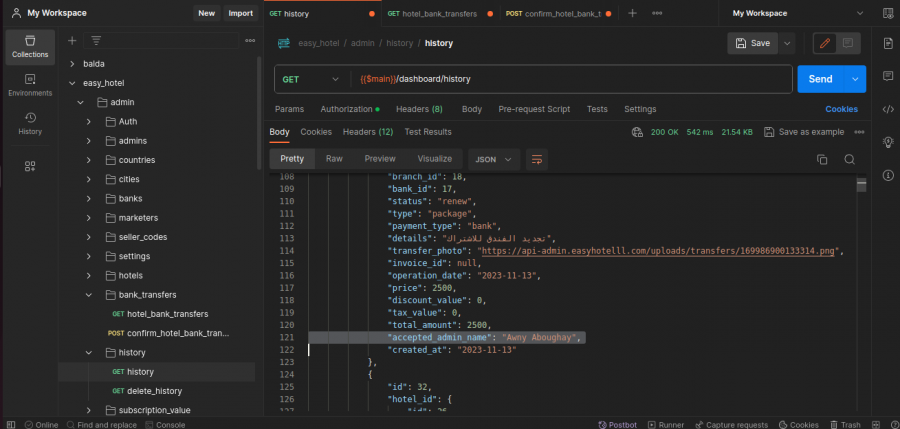 My Workspace
New
Import
GET history
GET hotel_bank_transfers
POST confirm_hotel_bank_t
My Workspace
Collections
Environments
History
balda
easy_hotel
admin
Auth
admins
countries
cities
banks
marketers
seller_codes
settings
hotels
bank_transfers
GET hotel_bank_transfers
POST confirm_hotel_bank_tran...
history
GET history
GET delete_history
subscription_value
easy_hotel / admin / history / history
Save
GET
{{$main}}/dashboard/history
Send
Params
Authorization
Headers (8)
Body
Pre-request Script
Tests
Settings
Cookies
Body
Cookies
Headers (12)
Test Results
200 OK
542 ms
21.54 KB
Save as example
Pretty
Raw
Preview
Visualize
JSON
108 "branch_id": 18,
109 "bank_id": 17,
110 "status": "renew",
111 "type": "package",
112 "payment_type": "bank",
113 "details": "تجديد الفندق للاشتراك",
114 "transfer_photo": "https://api-admin.easyhotelll.com/uploads/transfers/169986900133314.png",
115 "invoice_id": null,
116 "operation_date": "2023-11-13",
117 "price": 2500,
118 "discount_value": 0,
119 "tax_value": 0,
120 "total_amount": 2500,
121 "accepted_admin_name": "Awny Aboughay",
122 "created_at": "2023-11-13"
123 },
124 {
125 "id": 32,
126 "hotel_id": {
127 "id": 26
Online
Find and replace
Console
Postbot
Runner
Capture requests
Cookies
Trash